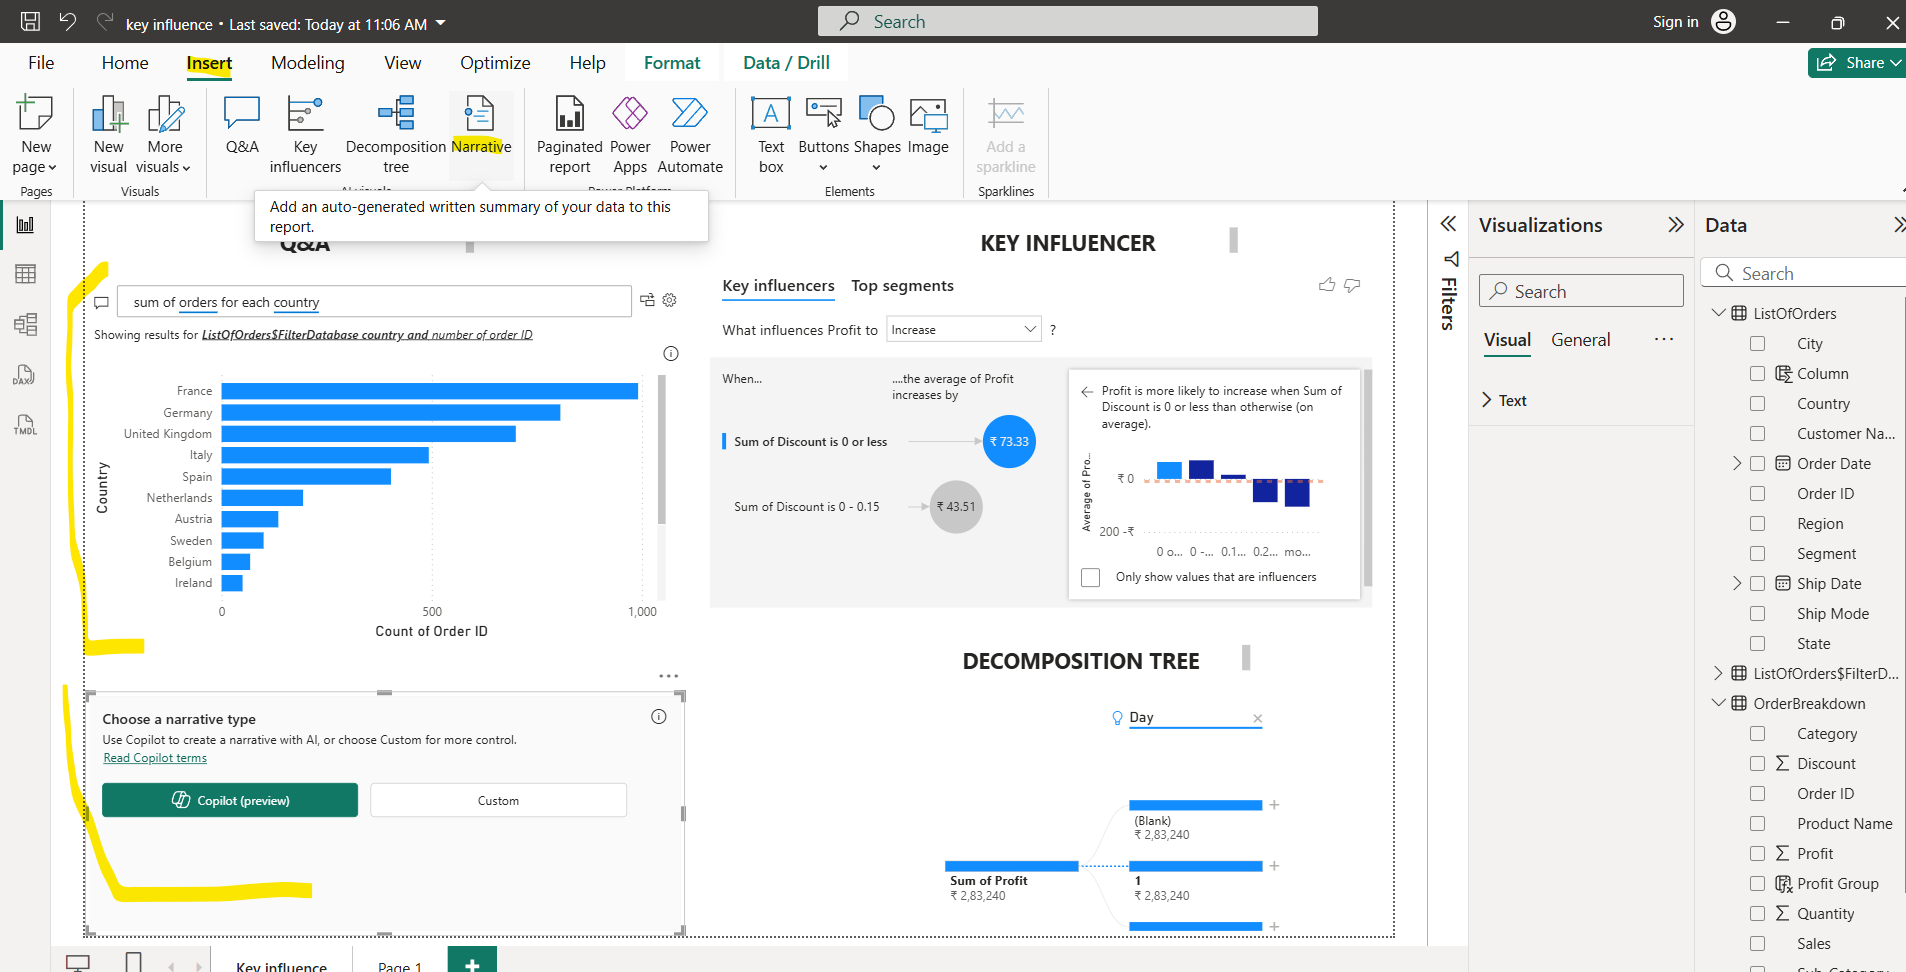 key influence • Last saved: Today at 11:06 AM
Search
Sign in
File
Home
Insert
Modeling
View
Optimize
Help
Format
Data / Drill
Share
New page
New visual
More visuals
Q&A
Key influencers
Decomposition tree
Narrative
Paginated report
Power Apps
Power Automate
Text box
Buttons
Shapes
Image
Add a sparkline
Pages
Visuals
Elements
Sparklines
Add an auto-generated written summary of your data to this
report.
Q&A
sum of orders for each country
Showing results for ListOfOrders$FilterDatabase country and number of order ID
Country
France
Germany
United Kingdom
Italy
Spain
Netherlands
Austria
Sweden
Belgium
Ireland
0
500
1,000
Count of Order ID
KEY INFLUENCER
Key influencers
Top segments
What influences Profit to
Increase
?
When...
....the average of Profit
increases by
Sum of Discount is 0 or less
₹ 73.33
Sum of Discount is 0 - 0.15
₹ 43.51
Profit is more likely to increase when Sum of
Discount is 0 or less than otherwise (on
average).
Average of Pro...
₹ 0
200 -₹
0 o...
0 -...
0.1...
0.2...
mo...
Only show values that are influencers
Choose a narrative type
Use Copilot to create a narrative with AI, or choose Custom for more control.
Read Copilot terms
Copilot (preview)
Custom
DECOMPOSITION TREE
Day
Sum of Profit
₹ 2,83,240
(Blank)
₹ 2,83,240
1
₹ 2,83,240
Filters
Visualizations
Search
Visual
General
Text
Data
Search
ListOfOrders
City
Column
Country
Customer Na...
Order Date
Order ID
Region
Segment
Ship Date
Ship Mode
State
ListOfOrders$FilterD...
OrderBreakdown
Category
Discount
Order ID
Product Name
Profit
Profit Group
Quantity
Sales
DAX
TMDL
Key influence
Page 1